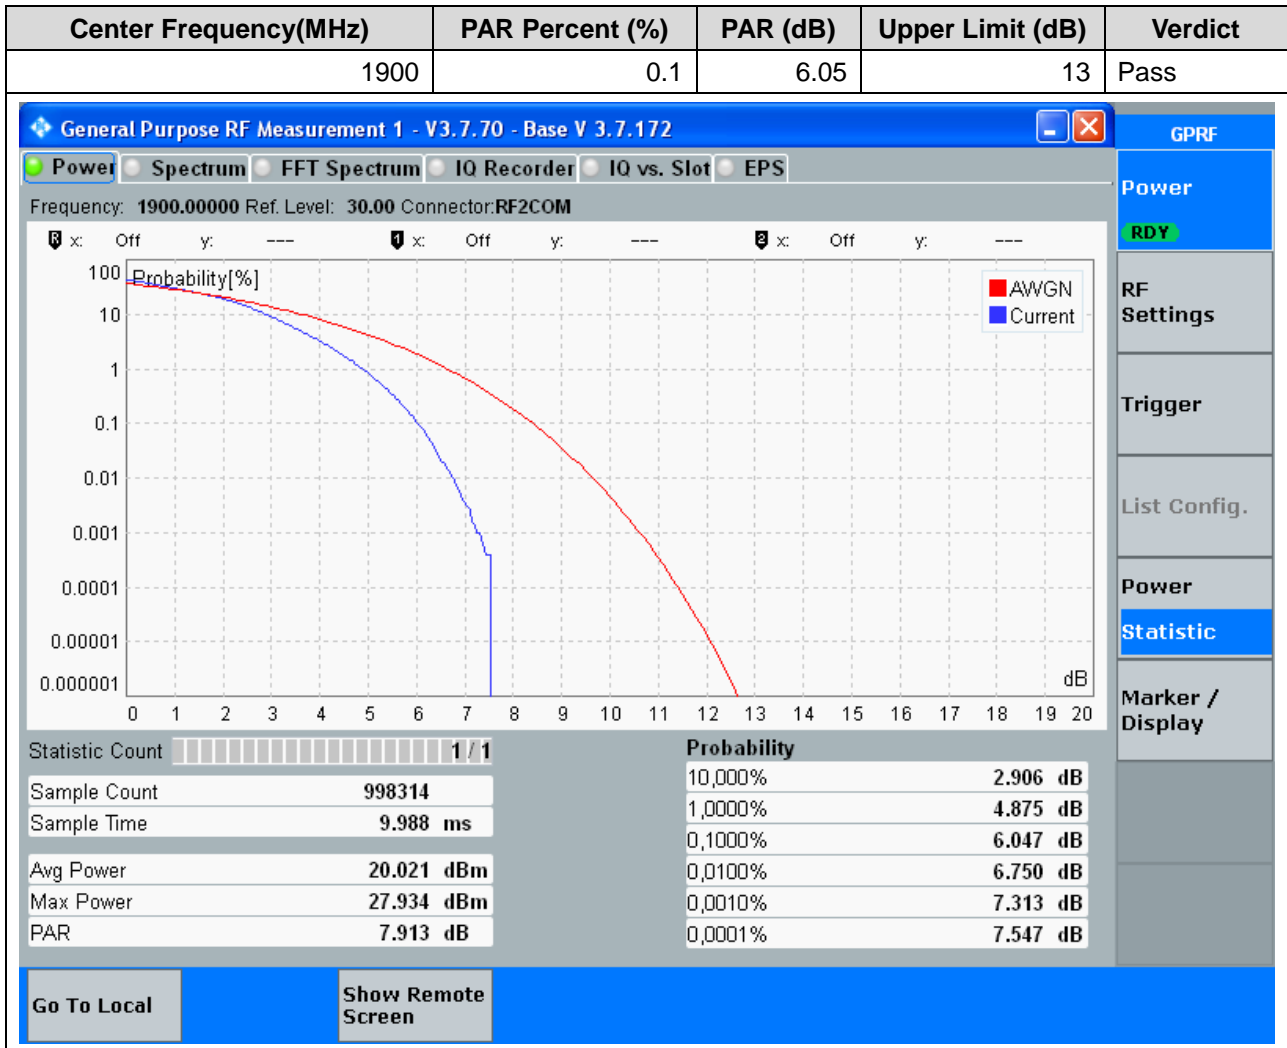 Center Frequency(MHz) PAR Percent (%) PAR (dB) Upper Limit (dB) Verdict
1900 0.1 6.05 13 Pass
General Purpose RF Measurement 1 - V3.7.70 - Base V 3.7.172
GPRF
Power Spectrum FFT Spectrum IQ Recorder IQ vs. Slot EPS
Frequency: 1900.00000 Ref. Level: 30.00 Connector:RF2COM
R x: Off y: --- 1 x: Off y: --- 2 x: Off y: ---
Probability[%]
AWGN
Current
100
10
1
0.1
0.01
0.001
0.0001
0.00001
0.000001
dB
0 1 2 3 4 5 6 7 8 9 10 11 12 13 14 15 16 17 18 19 20
Statistic Count 1 / 1
Sample Count 998314
Sample Time 9.988 ms
Avg Power 20.021 dBm
Max Power 27.934 dBm
PAR 7.913 dB
Probability
10,000% 2.906 dB
1,0000% 4.875 dB
0,1000% 6.047 dB
0,0100% 6.750 dB
0,0010% 7.313 dB
0,0001% 7.547 dB
Power
RDY
RF
Settings
Trigger
List Config.
Power
Statistic
Marker /
Display
Go To Local
Show Remote
Screen